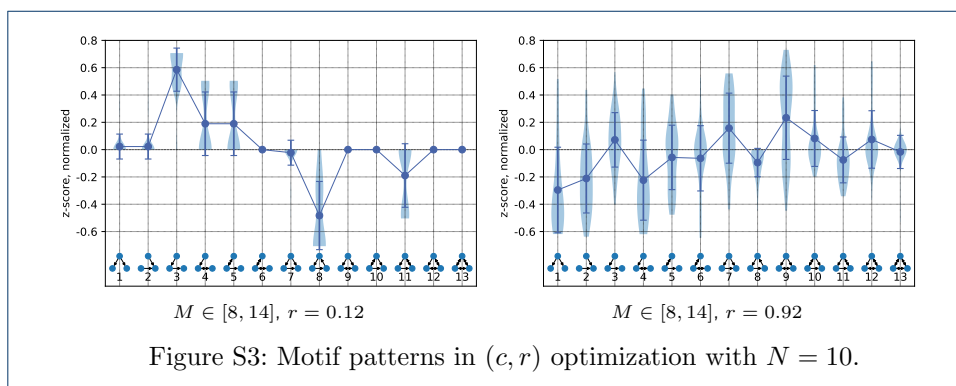 0.8
0.6
0.4
0.2
0.0
-0.2
-0.4
-0.6
z-score, normalized
1 2 3 4 5 6 7 8 9 10 11 12 13
M ∈ [8, 14], r = 0.12
0.8
0.6
0.4
0.2
0.0
-0.2
-0.4
-0.6
z-score, normalized
1 2 3 4 5 6 7 8 9 10 11 12 13
M ∈ [8, 14], r = 0.92
Figure S3: Motif patterns in (c, r) optimization with N = 10.